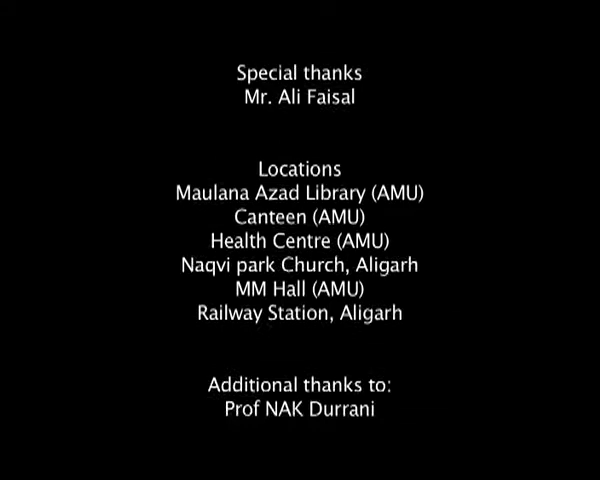 Special thanks
Mr. Ali Faisal
Locations
Maulana Azad Library (AMU)
Canteen (AMU)
Health Centre (AMU)
Naqvi park Church, Aligarh
MM Hall (AMU)
Railway Station, Aligarh
Additional thanks to:
Prof NAK Durrani